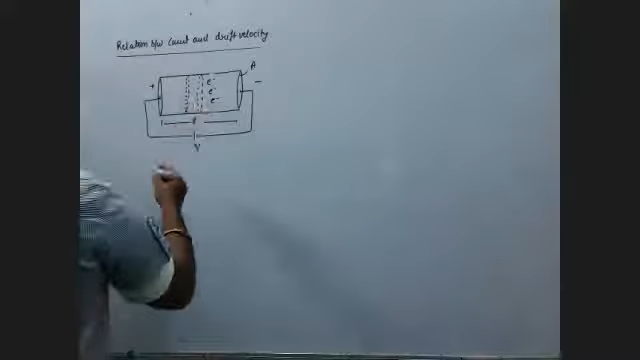 Relation b/w Current and drift velocity
A
+
−
e⁻
e⁻
e⁻
l
V